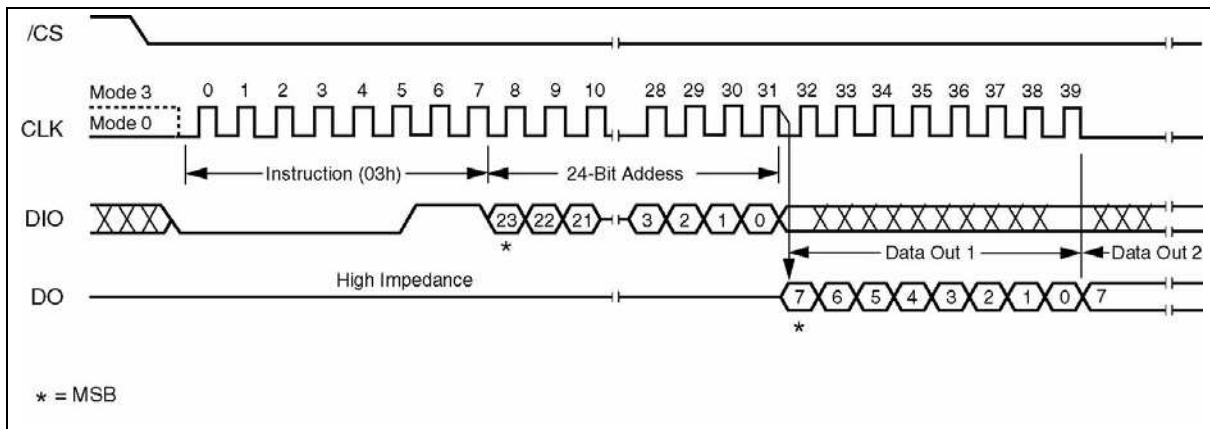 /CS
Mode 3
0 1 2 3 4 5 6 7 8 9 10 28 29 30 31 32 33 34 35 36 37 38 39
CLK
Mode 0
Instruction (03h)
24-Bit Addess
DIO
23 22 21 3 2 1 0
*
Data Out 1
Data Out 2
High Impedance
DO
7 6 5 4 3 2 1 0 7
*
* = MSB